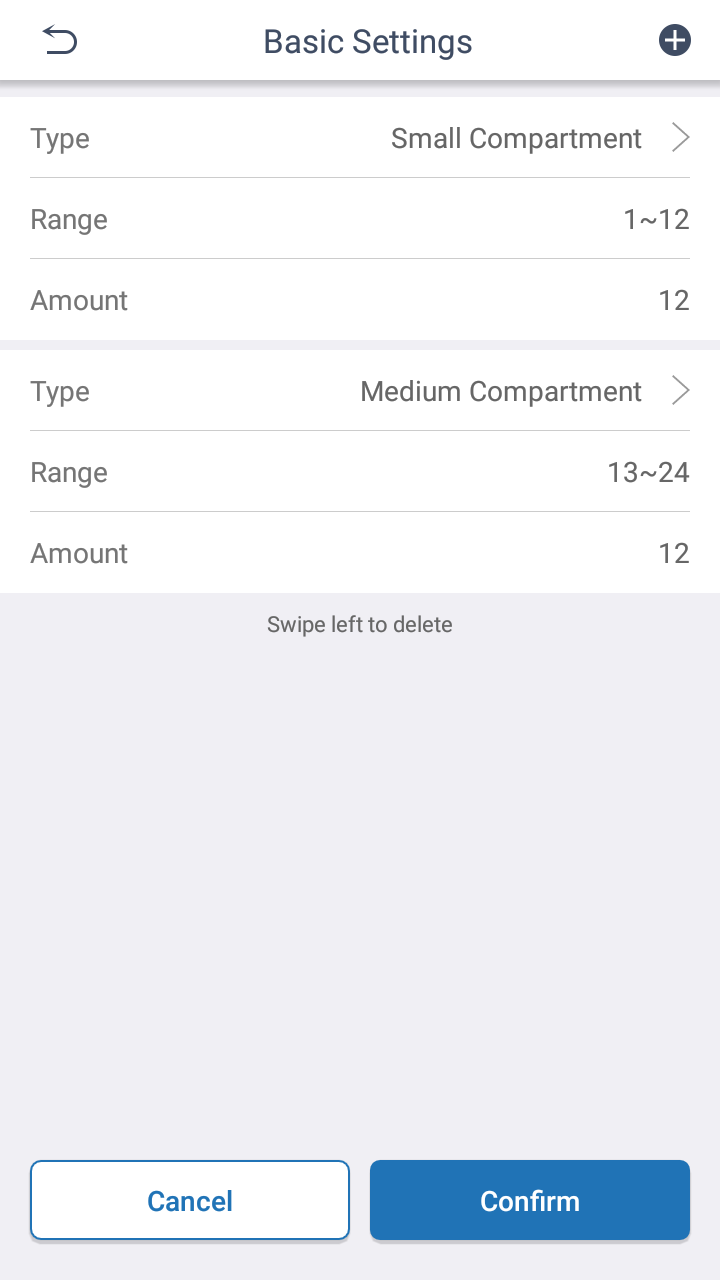 Basic Settings
Type Small Compartment
Range 1~12
Amount 12
Type Medium Compartment
Range 13~24
Amount 12
Swipe left to delete
Cancel Confirm